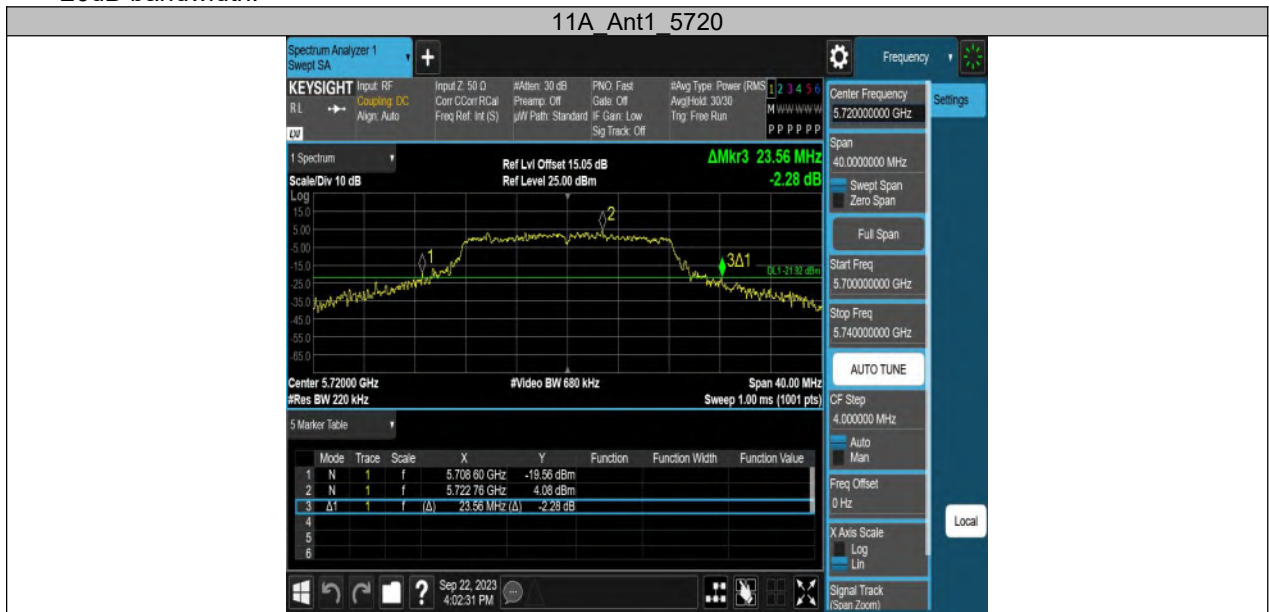 11A_Ant1_5720
Spectrum Analyzer 1
Swept SA
+
Frequency
KEYSIGHT Input: RF Input Z: 50 Ω #Atten: 30 dB PNO: Fast #Avg Type: Power (RMS 1 2 3 4 5 6
RL Coupling: DC Corr CCorr RCal Preamp: Off Gate: Off Avg|Hold: 30/30 M W W W W W
Align: Auto Freq Ref: Int (S) µW Path: Standard IF Gain: Low Trig: Free Run
Sig Track: Off P P P P P P
LXI
1 Spectrum Ref Lvl Offset 15.05 dB ΔMkr3 23.56 MHz
Scale/Div 10 dB Ref Level 25.00 dBm -2.28 dB
Log
15.0
5.00
-5.00
-15.0
-25.0
-35.0
-45.0
-55.0
-65.0
1
2
3Δ1
DL1 -21.92 dBm
Center 5.72000 GHz #Video BW 680 kHz Span 40.00 MHz
#Res BW 220 kHz Sweep 1.00 ms (1001 pts)
5 Marker Table
Mode Trace Scale X Y Function Function Width Function Value
1 N 1 f 5.708 60 GHz -19.56 dBm
2 N 1 f 5.722 76 GHz 4.08 dBm
3 Δ1 1 f (Δ) 23.56 MHz (Δ) -2.28 dB
4
5
6
? Sep 22, 2023
4:02:31 PM
Center Frequency
5.720000000 GHz
Settings
Span
40.0000000 MHz
Swept Span
Zero Span
Full Span
Start Freq
5.700000000 GHz
Stop Freq
5.740000000 GHz
AUTO TUNE
CF Step
4.000000 MHz
Auto
Man
Freq Offset
0 Hz
Local
X Axis Scale
Log
Lin
Signal Track
(Span Zoom)